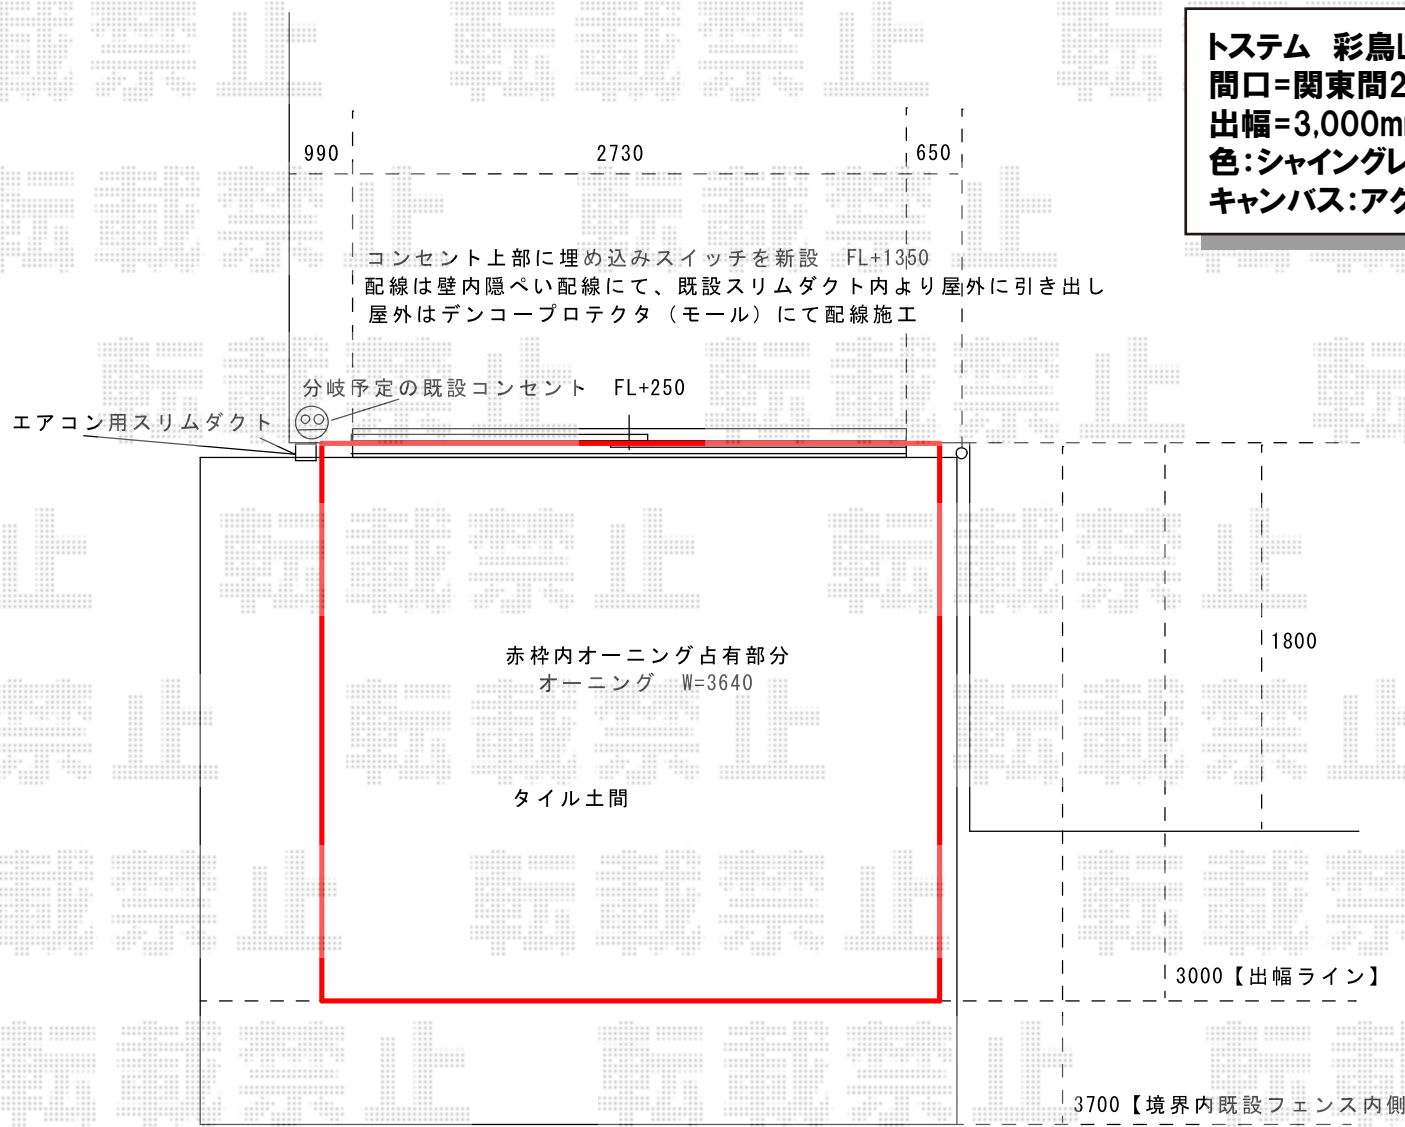 トステム 彩鳥
間口=関東間2
出幅=3,000m
色:シャイングレ
キャンバス:アク
990
2730
650
コンセント上部に埋め込みスイッチを新設 FL+1350
配線は壁内隠ぺい配線にて、既設スリムダクト内より屋外に引き出し
屋外はデンコープロテクタ（モール）にて配線施工
分岐予定の既設コンセント FL+250
エアコン用スリムダクト
1800
赤枠内オーニング占有部分
オーニング W=3640
タイル土間
3000【出幅ライン】
3700【境界内既設フェンス内側
転載禁止